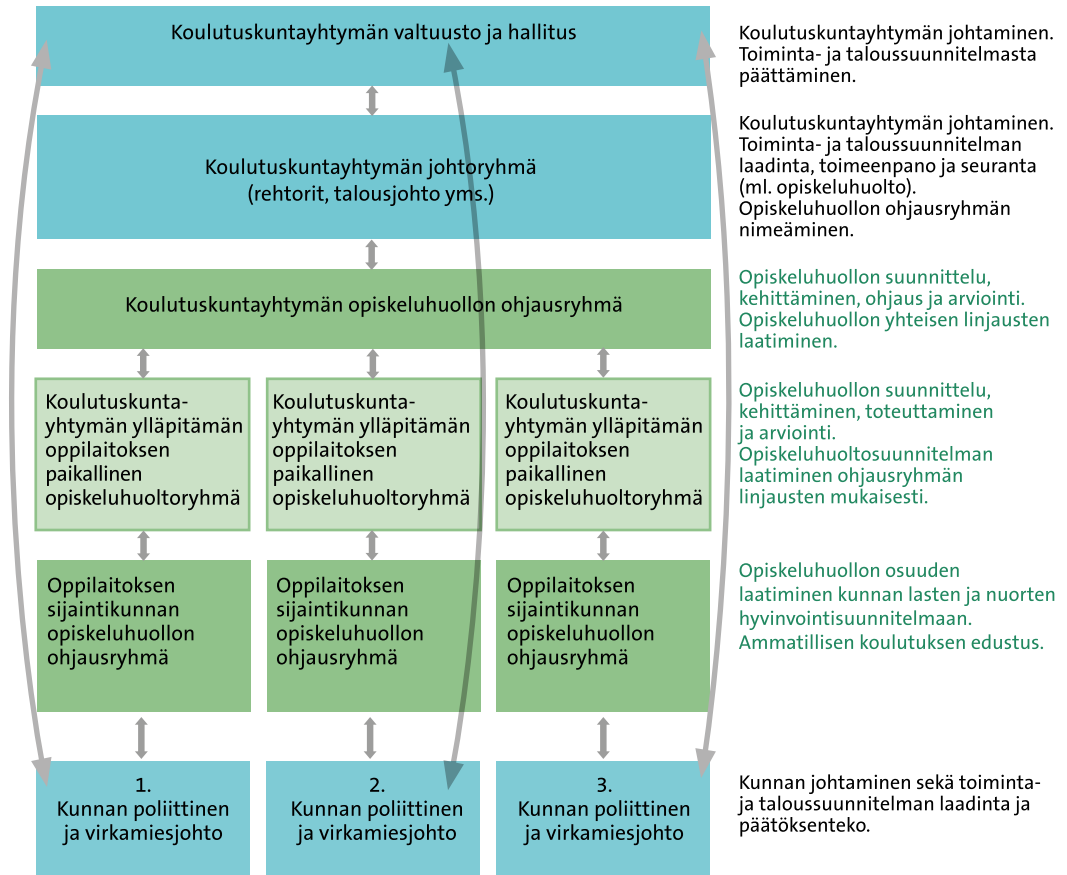 Koulutuskuntayhtymän valtuusto ja hallitus
Koulutuskuntayhtymän johtaminen.
Toiminta- ja taloussuunnitelmasta
päättäminen.
Koulutuskuntayhtymän johtoryhmä
(rehtorit, talousjohto yms.)
Koulutuskuntayhtymän johtaminen.
Toiminta- ja taloussuunnitelman
laadinta, toimeenpano ja seuranta
(ml. opiskeluhuolto).
Opiskeluhuollon ohjausryhmän
nimeäminen.
Koulutuskuntayhtymän opiskeluhuollon ohjausryhmä
Opiskeluhuollon suunnittelu,
kehittäminen, ohjaus ja arviointi.
Opiskeluhuollon yhteisen linjausten
laatiminen.
Koulutuskunta-
yhtymän ylläpitämän
oppilaitoksen
paikallinen
opiskeluhuoltoryhmä
Koulutuskunta-
yhtymän ylläpitämän
oppilaitoksen
paikallinen
opiskeluhuoltoryhmä
Koulutuskunta-
yhtymän ylläpitämän
oppilaitoksen
paikallinen
opiskeluhuoltoryhmä
Opiskeluhuollon suunnittelu,
kehittäminen, toteuttaminen
ja arviointi.
Opiskeluhuoltosuunnitelman
laatiminen ohjausryhmän
linjausten mukaisesti.
Oppilaitoksen
sijaintikunnan
opiskeluhuollon
ohjausryhmä
Oppilaitoksen
sijaintikunnan
opiskeluhuollon
ohjausryhmä
Oppilaitoksen
sijaintikunnan
opiskeluhuollon
ohjausryhmä
Opiskeluhuollon osuuden
laatiminen kunnan lasten ja nuorten
hyvinvointisuunnitelmaan.
Ammatillisen koulutuksen edustus.
1.
Kunnan poliittinen
ja virkamiesjohto
2.
Kunnan poliittinen
ja virkamiesjohto
3.
Kunnan poliittinen
ja virkamiesjohto
Kunnan johtaminen sekä toiminta-
ja taloussuunnitelman laadinta ja
päätöksenteko.